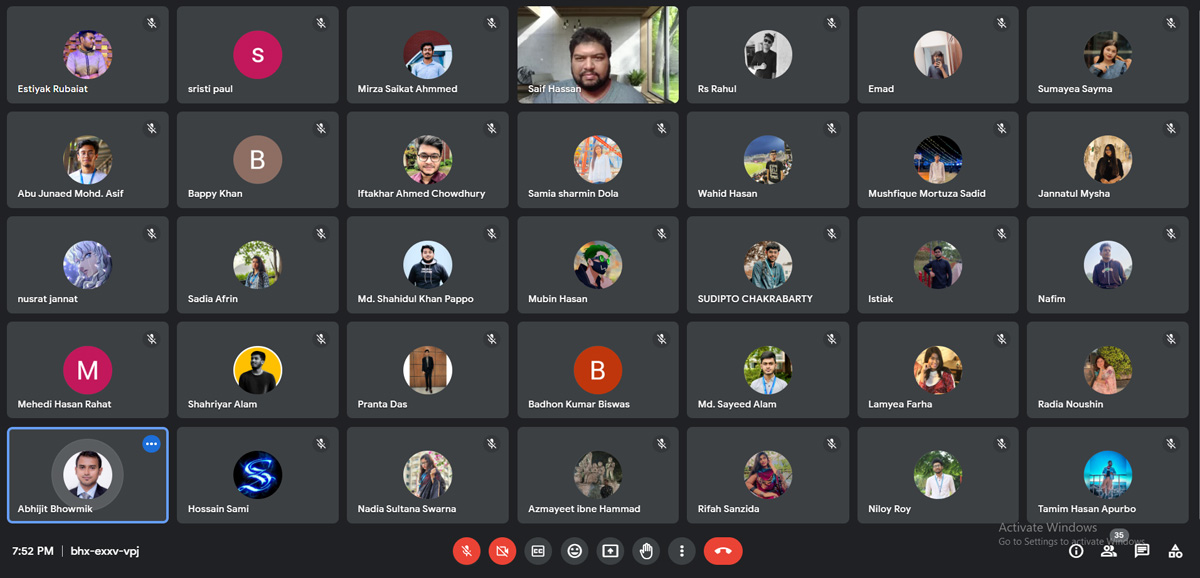 Estiyak Rubaiat
S
sristi paul
Mirza Saikat Ahmmed
Saif Hassan
Rs Rahul
Emad
Sumayea Sayma
Abu Junaed Mohd. Asif
B
Bappy Khan
Iftakhar Ahmed Chowdhury
Samia sharmin Dola
Wahid Hasan
Mushfique Mortuza Sadid
Jannatul Mysha
nusrat jannat
Sadia Afrin
Md. Shahidul Khan Pappo
Mubin Hasan
SUDIPTO CHAKRABARTY
Istiak
Nafim
M
Mehedi Hasan Rahat
Shahriyar Alam
Pranta Das
B
Badhon Kumar Biswas
Md. Sayeed Alam
Lamyea Farha
Radia Noushin
Abhijit Bhowmik
S
Hossain Sami
Nadia Sultana Swarna
Azmayeet ibne Hammad
Rifah Sanzida
Niloy Roy
Tamim Hasan Apurbo
7:52 PM | bhx-exxv-vpj
CC
35
Activate Windows
Go to Settings to activate Windows.